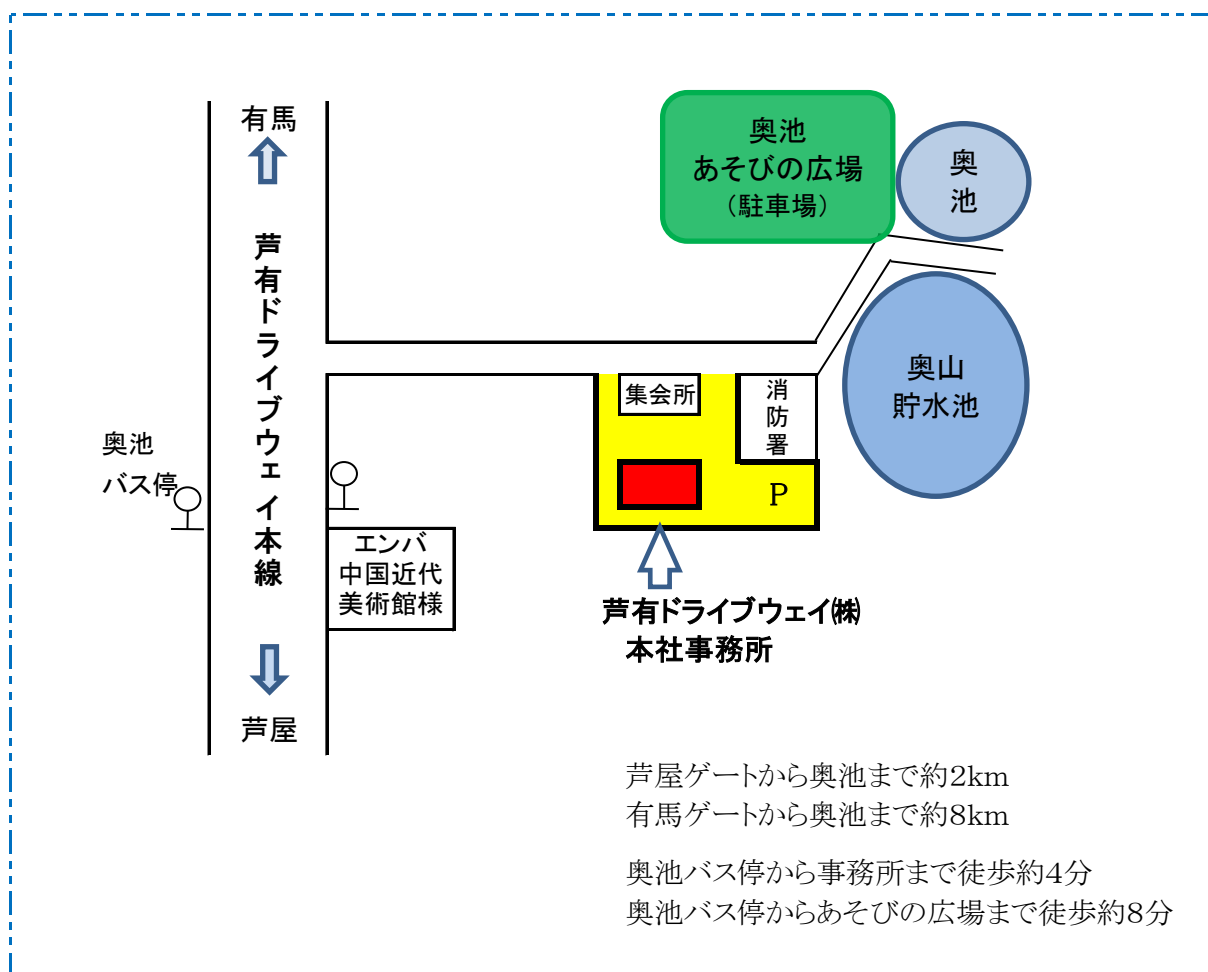 有馬
芦有ドライブウェイ本線
芦屋
奥池
バス停
エンバ
中国近代
美術館様
奥池
あそびの広場
（駐車場）
奥
池
奥山
貯水池
集会所
消
防
署
P
芦有ドライブウェイ㈱
本社事務所
芦屋ゲートから奥池まで約2km
有馬ゲートから奥池まで約8km
奥池バス停から事務所まで徒歩約4分
奥池バス停からあそびの広場まで徒歩約8分